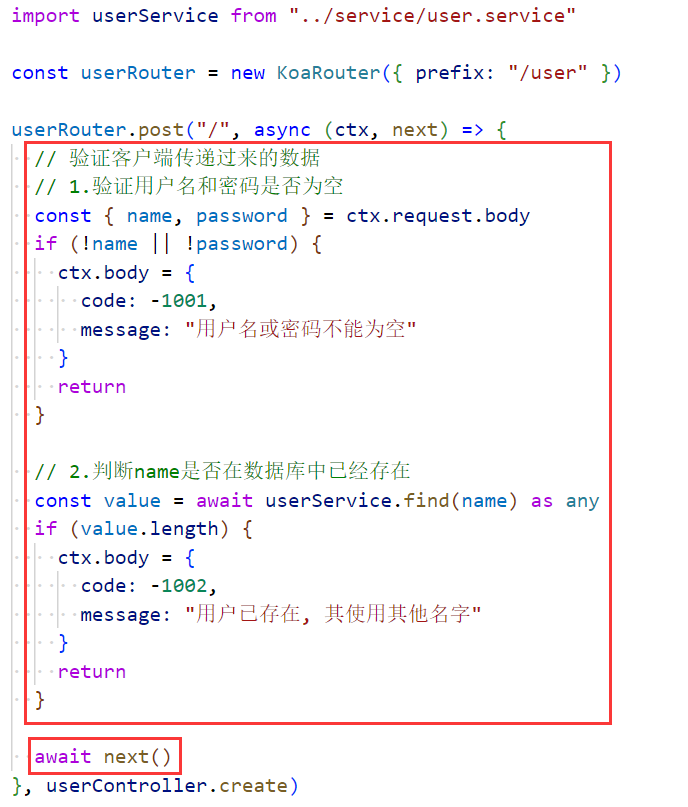 import userService from "../service/user.service"

const userRouter = new KoaRouter({ prefix: "/user" })

userRouter.post("/", async (ctx, next) => {
  // 验证客户端传递过来的数据
  // 1.验证用户名和密码是否为空
  const { name, password } = ctx.request.body
  if (!name || !password) {
    ctx.body = {
      code: -1001,
      message: "用户名或密码不能为空"
    }
    return
  }

  // 2.判断name是否在数据库中已经存在
  const value = await userService.find(name) as any
  if (value.length) {
    ctx.body = {
      code: -1002,
      message: "用户已存在, 其使用其他名字"
    }
    return
  }

  await next()
}, userController.create)